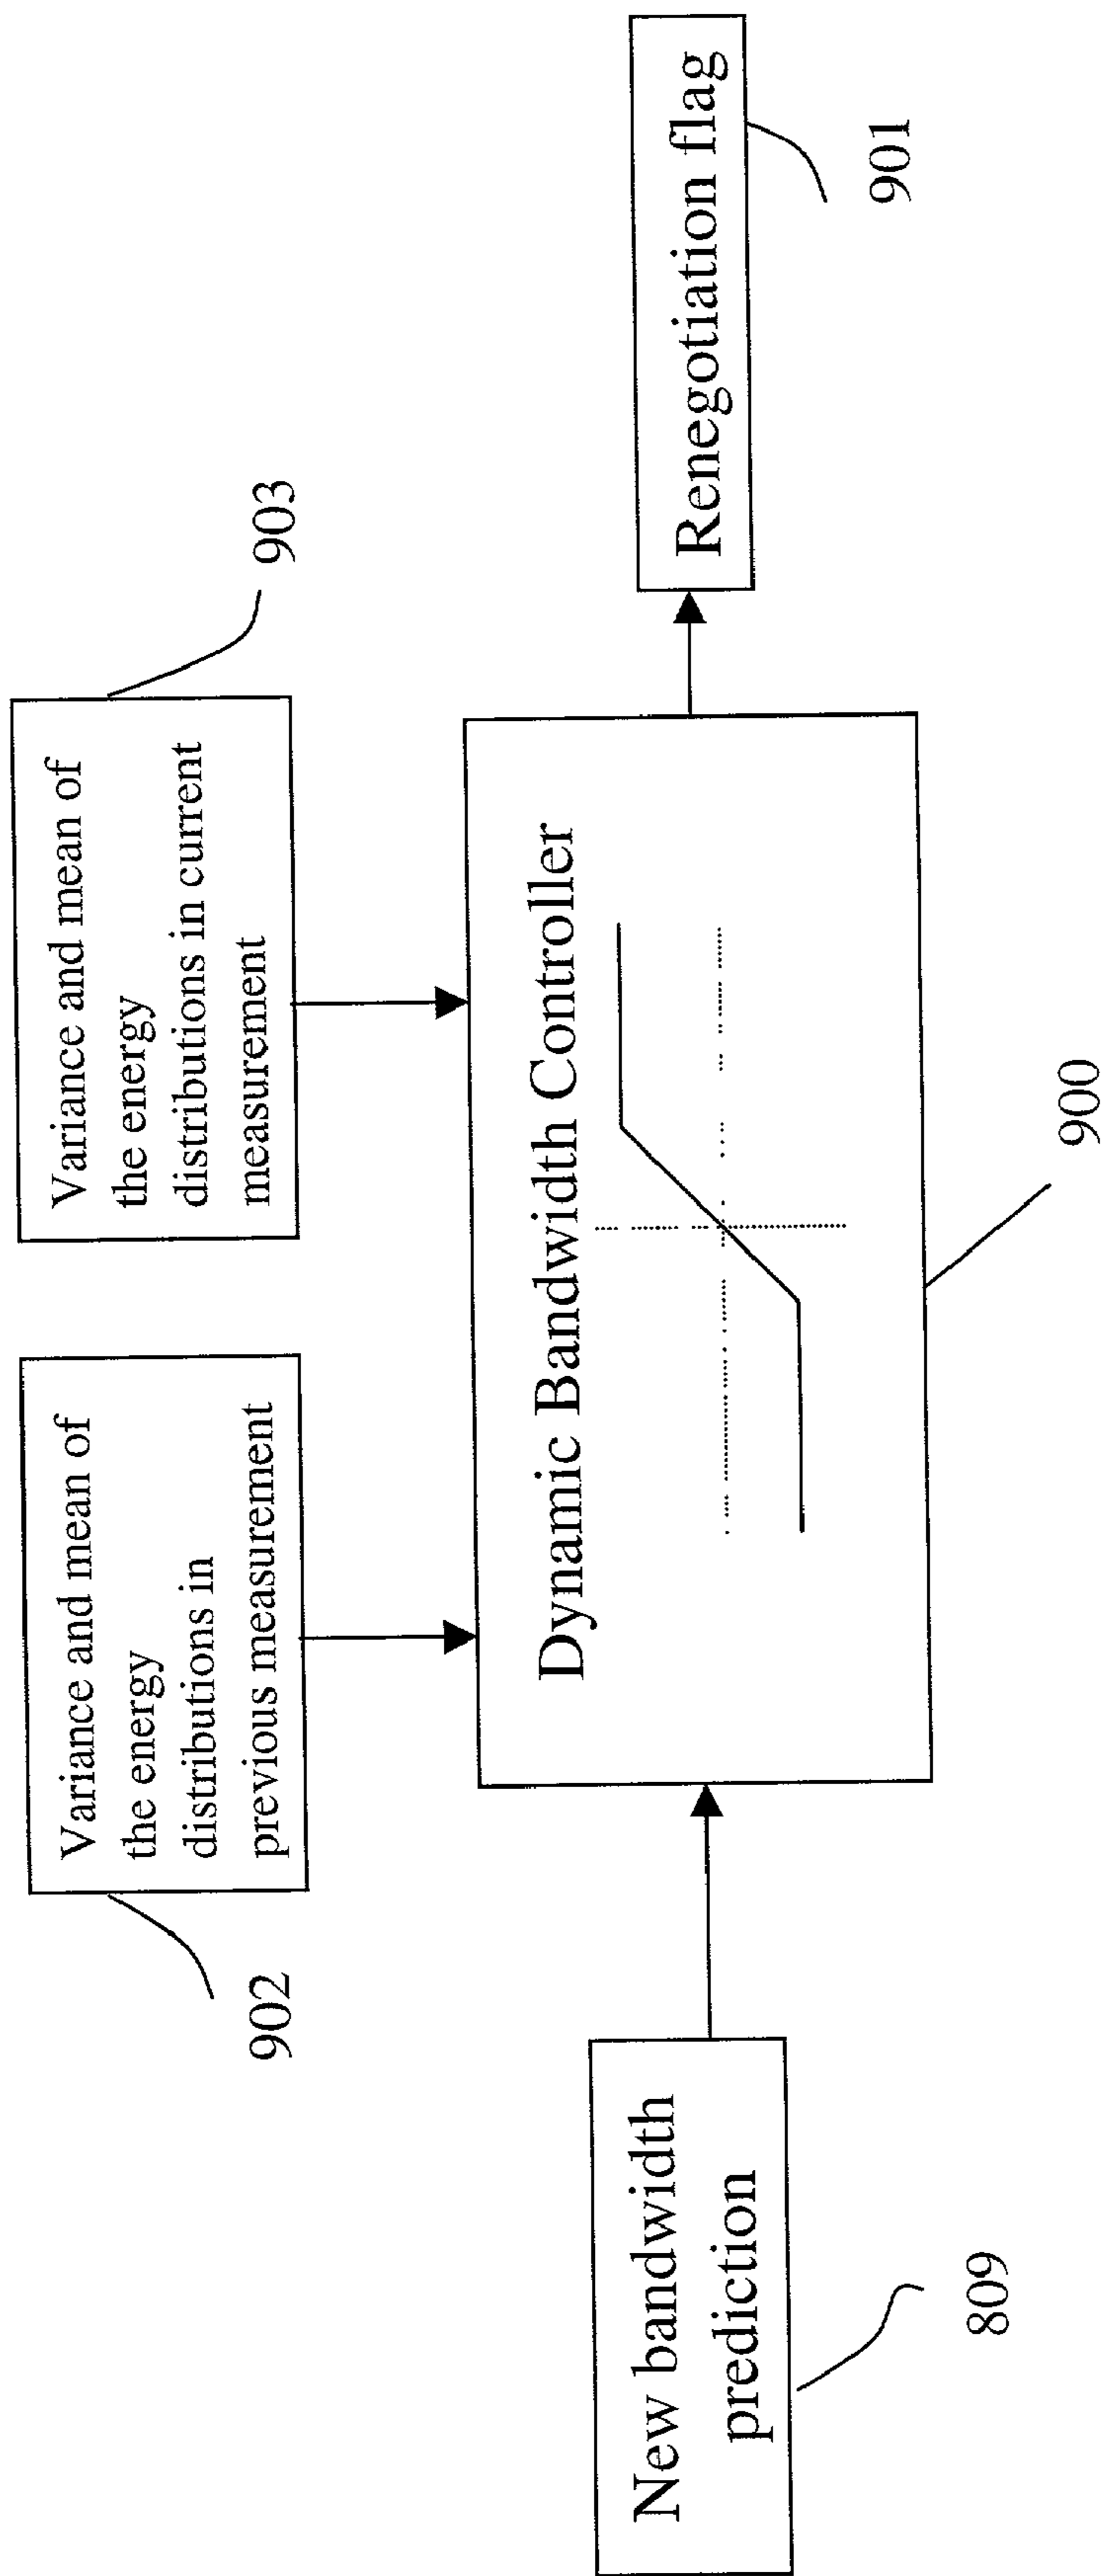 Variance and mean of
the energy
distributions in
previous measurement
902
Variance and mean of
the energy
distributions in current
measurement
903
New bandwidth
prediction
809
Dynamic Bandwidth Controller
900
Renegotiation flag
901